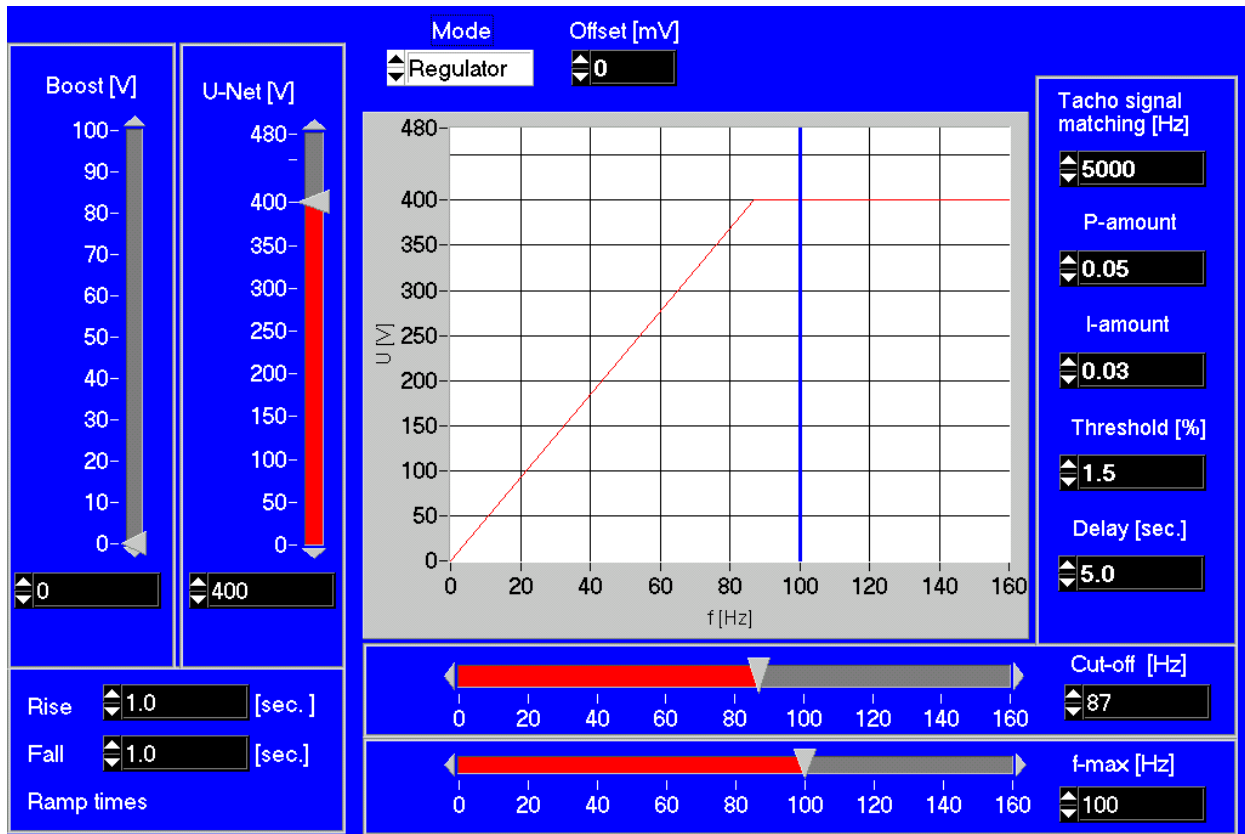 Mode
Regulator
Offset [mV]
0
Boost [V]
100
90
80
70
60
50
40
30
20
10
0
0
U-Net [V]
480
400
350
300
250
200
150
100
50
0
400
U [V]
480
400
350
300
250
200
150
100
50
0
0 20 40 60 80 100 120 140 160
f [Hz]
Tacho signal
matching [Hz]
5000
P-amount
0.05
I-amount
0.03
Threshold [%]
1.5
Delay [sec.]
5.0
Rise 1.0 [sec. ]
Fall 1.0 [sec.]
Ramp times
0 20 40 60 80 100 120 140 160
Cut-off [Hz]
87
0 20 40 60 80 100 120 140 160
f-max [Hz]
100